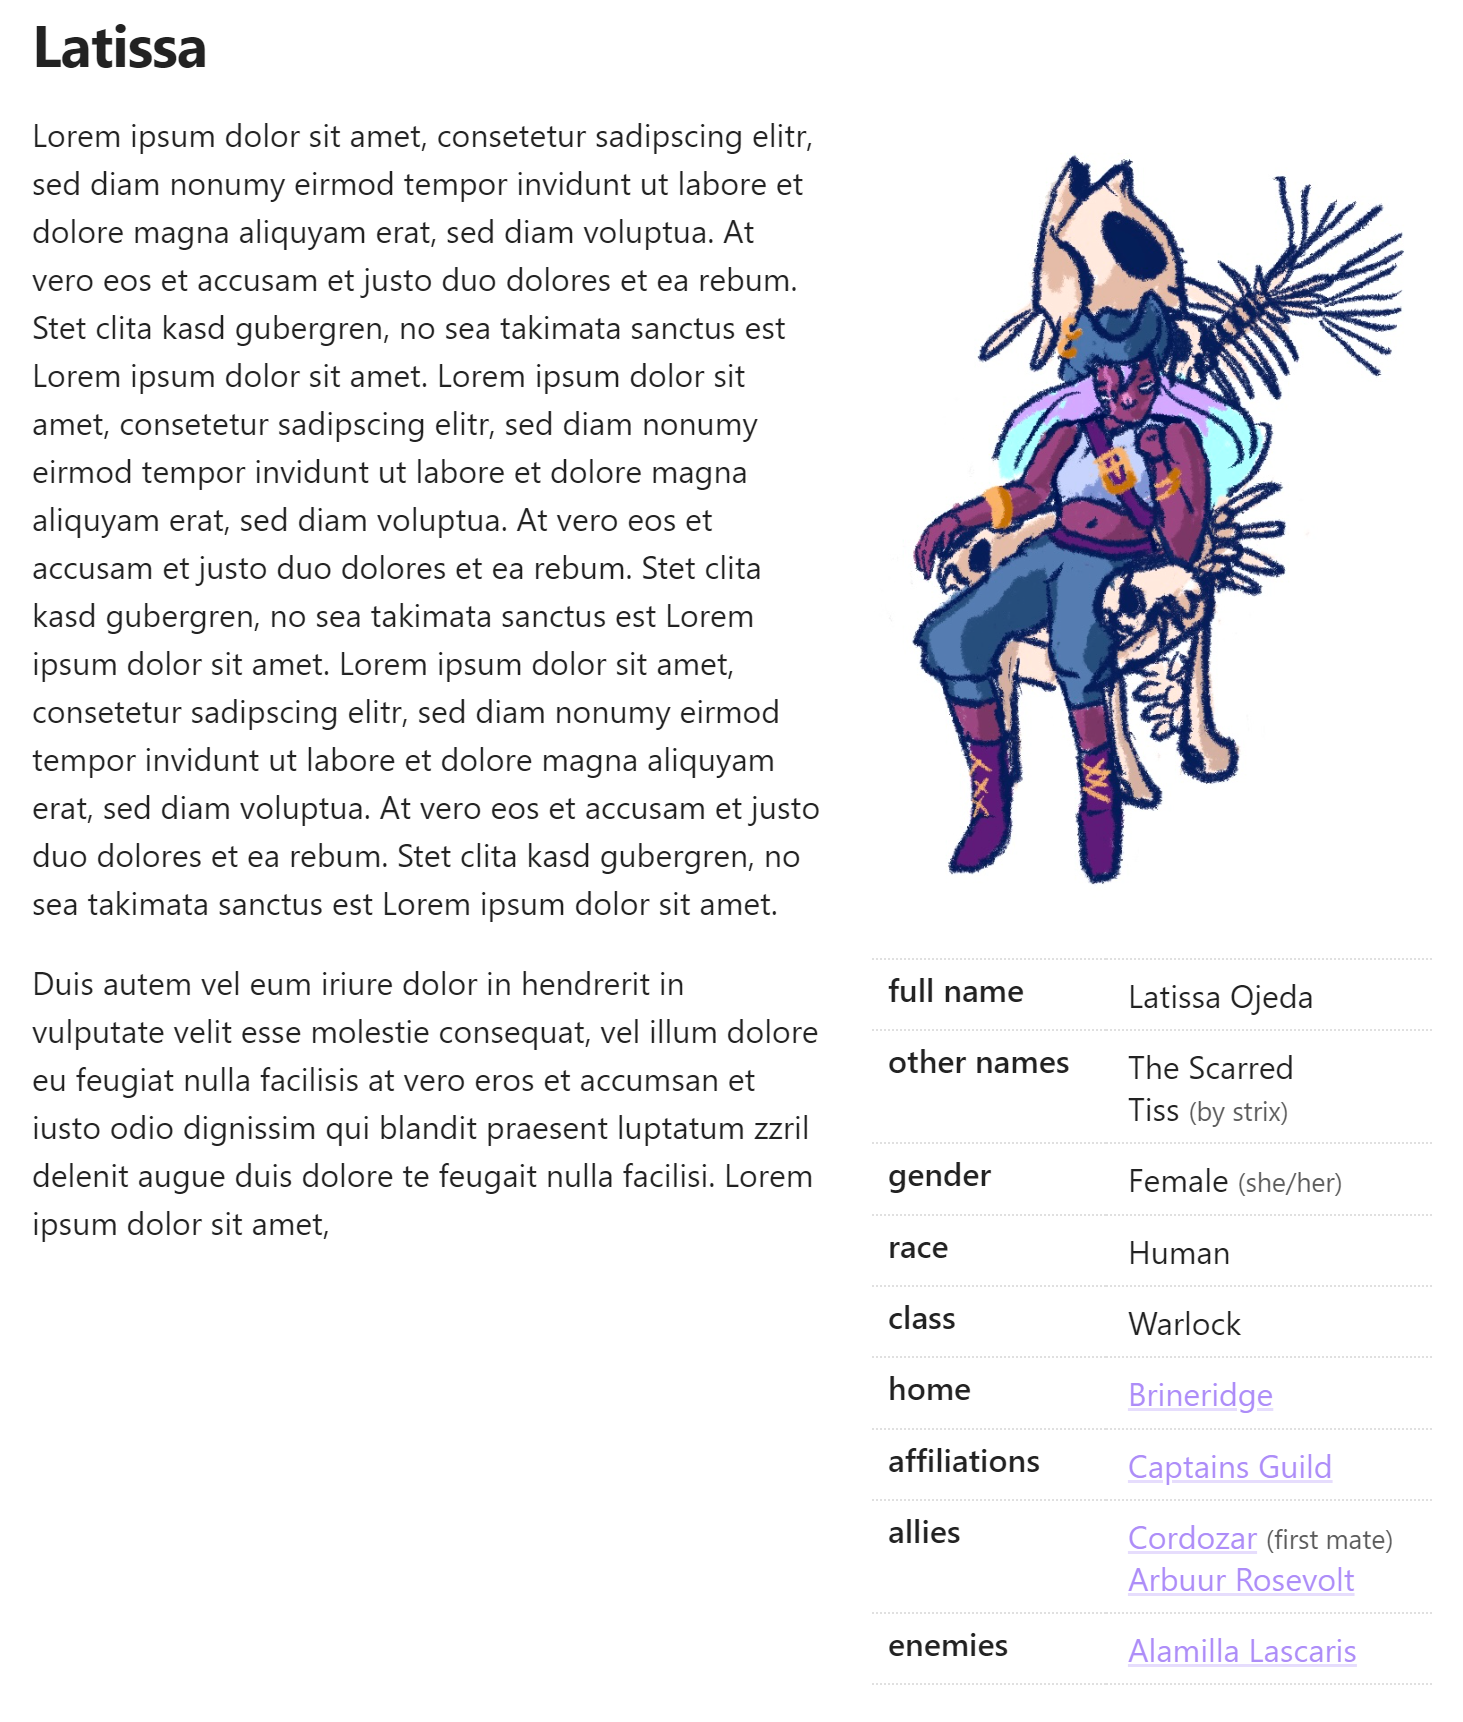 Latissa
Lorem ipsum dolor sit amet, consetetur sadipscing elitr,
sed diam nonumy eirmod tempor invidunt ut labore et
dolore magna aliquyam erat, sed diam voluptua. At
vero eos et accusam et justo duo dolores et ea rebum.
Stet clita kasd gubergren, no sea takimata sanctus est
Lorem ipsum dolor sit amet. Lorem ipsum dolor sit
amet, consetetur sadipscing elitr, sed diam nonumy
eirmod tempor invidunt ut labore et dolore magna
aliquyam erat, sed diam voluptua. At vero eos et
accusam et justo duo dolores et ea rebum. Stet clita
kasd gubergren, no sea takimata sanctus est Lorem
ipsum dolor sit amet. Lorem ipsum dolor sit amet,
consetetur sadipscing elitr, sed diam nonumy eirmod
tempor invidunt ut labore et dolore magna aliquyam
erat, sed diam voluptua. At vero eos et accusam et justo
duo dolores et ea rebum. Stet clita kasd gubergren, no
sea takimata sanctus est Lorem ipsum dolor sit amet.
Duis autem vel eum iriure dolor in hendrerit in
vulputate velit esse molestie consequat, vel illum dolore
eu feugiat nulla facilisis at vero eros et accumsan et
iusto odio dignissim qui blandit praesent luptatum zzril
delenit augue duis dolore te feugait nulla facilisi. Lorem
ipsum dolor sit amet,
full name Latissa Ojeda
other names The Scarred
Tiss (by strix)
gender Female (she/her)
race Human
class Warlock
home Brineridge
affiliations Captains Guild
allies Cordozar (first mate)
Arbuur Rosevolt
enemies Alamilla Lascaris